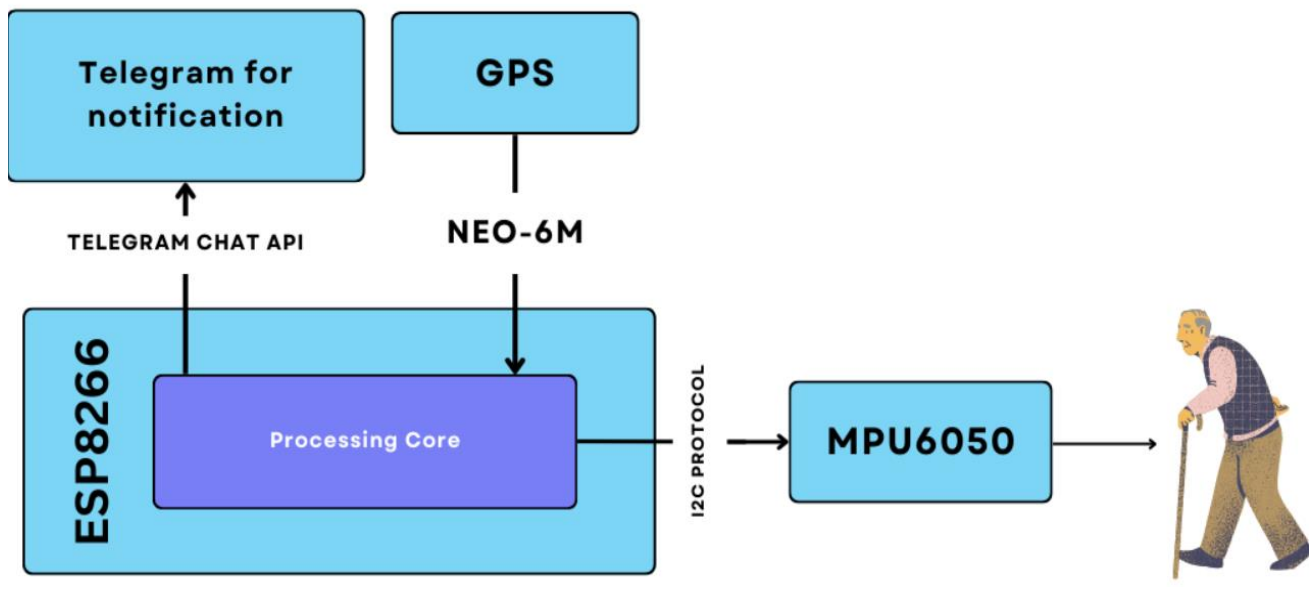 Telegram for
notification
GPS
TELEGRAM CHAT API
NEO-6M
ESP8266
Processing Core
I2C PROTOCOL
MPU6050